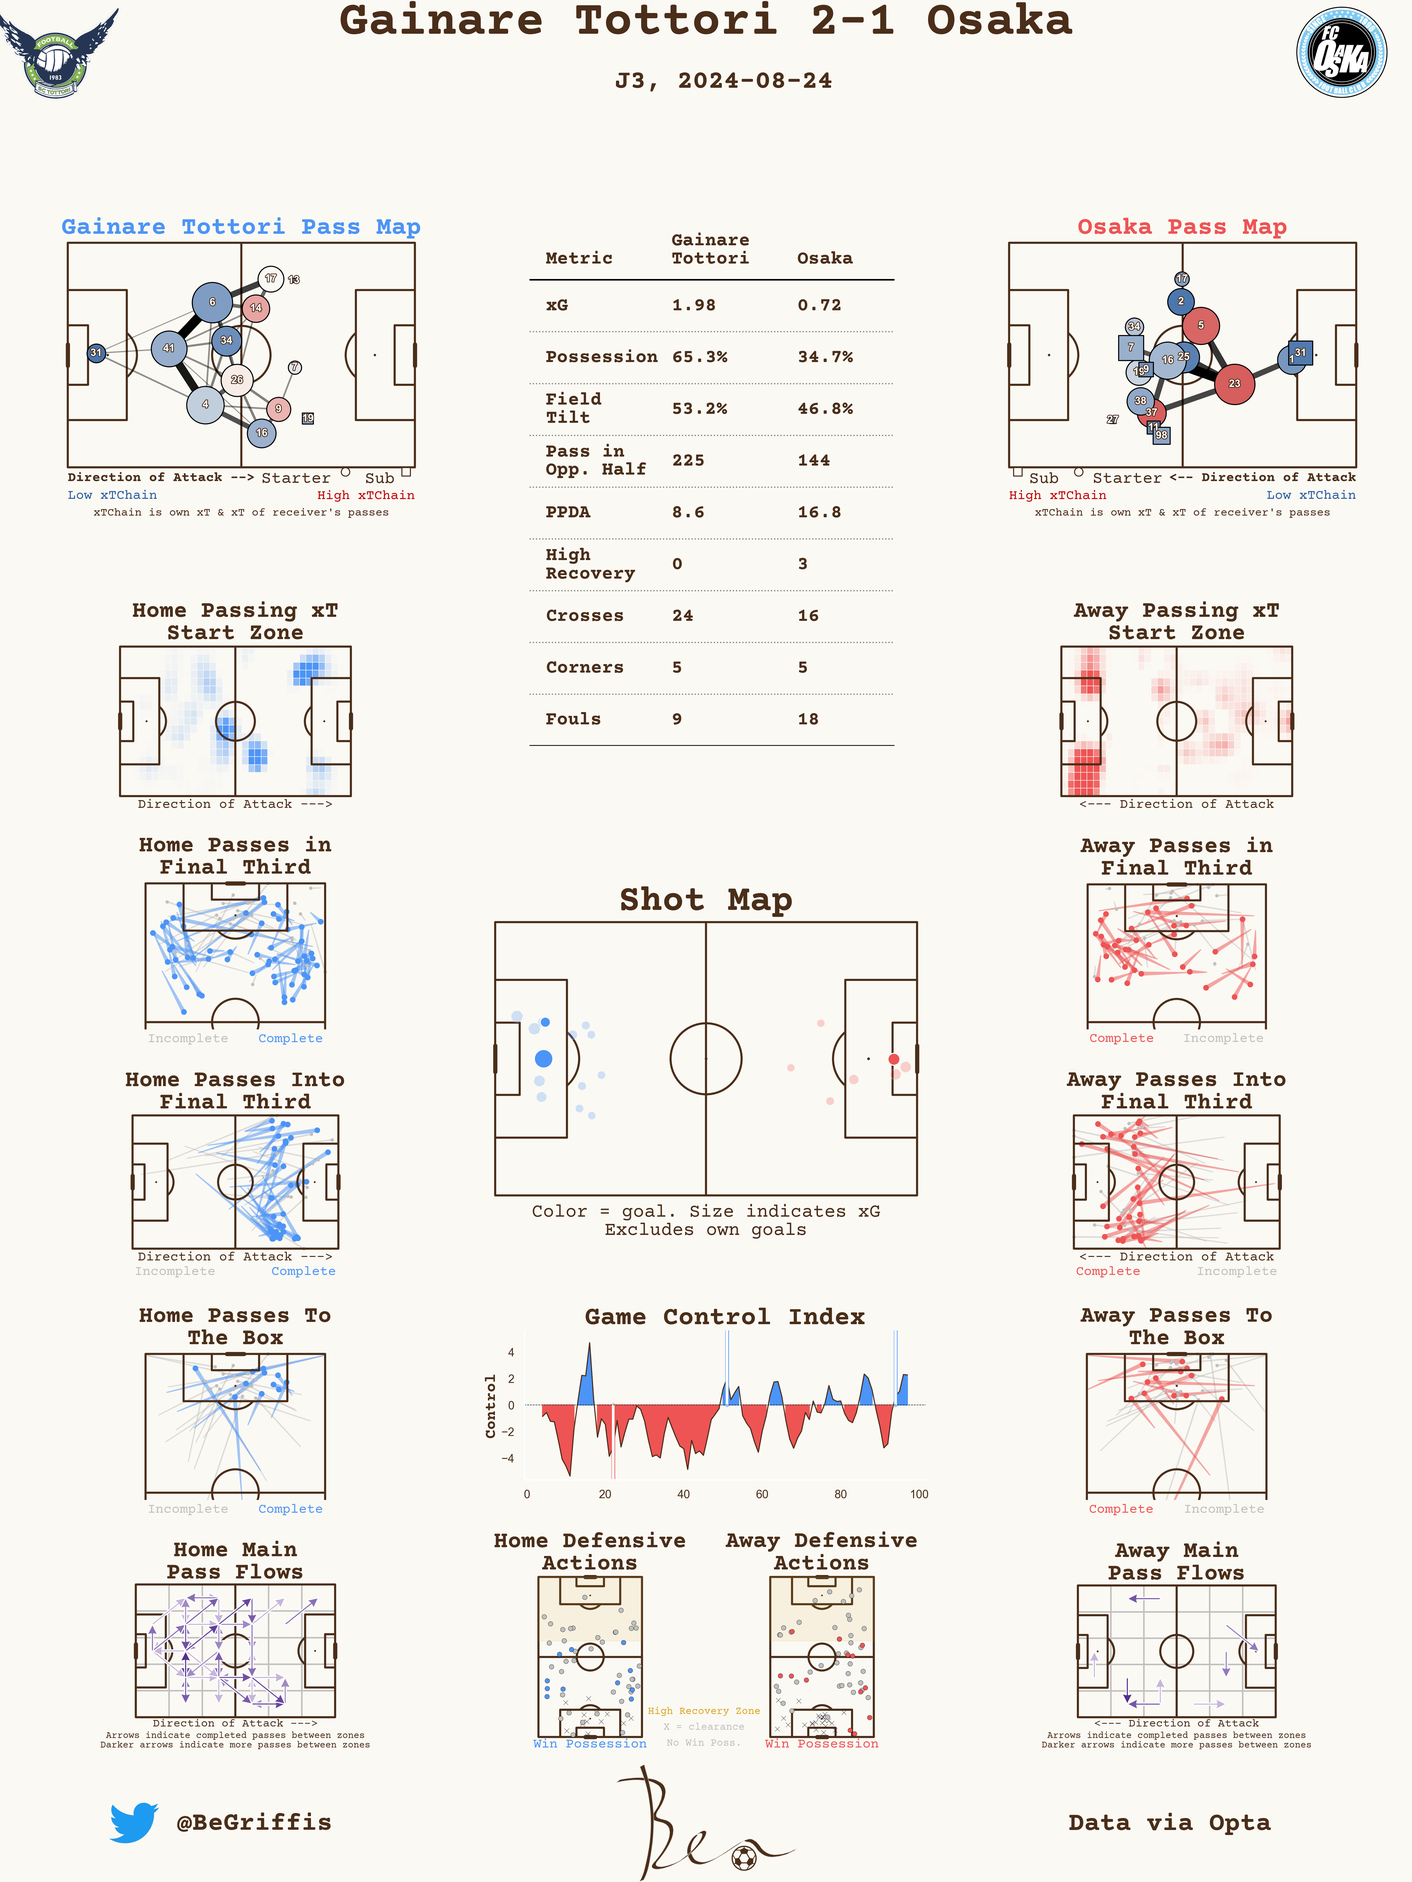 Gainare Tottori 2-1 Osaka
J3, 2024-08-24
FOOTBALL
1983
SC TOTTORI
FC
OSAKA
Gainare Tottori Pass Map
17
13
6
14
34
41
31
26
7
4
9
19
16
Direction of Attack --> Starter Sub
Low xTChain High xTChain
xTChain is own xT & xT of receiver's passes
Metric Gainare Tottori Osaka
xG 1.98 0.72
Possession 65.3% 34.7%
Field Tilt 53.2% 46.8%
Pass in Opp. Half 225 144
PPDA 8.6 16.8
High Recovery 0 3
Crosses 24 16
Corners 5 5
Fouls 9 18
Osaka Pass Map
17
2
5
34
7
16
25
31
1
19
9
23
38
37
27
11
98
Sub Starter <-- Direction of Attack
High xTChain Low xTChain
xTChain is own xT & xT of receiver's passes
Home Passing xT
Start Zone
Direction of Attack --->
Away Passing xT
Start Zone
<--- Direction of Attack
Home Passes in
Final Third
Incomplete Complete
Away Passes in
Final Third
Complete Incomplete
Shot Map
Color = goal. Size indicates xG
Excludes own goals
Home Passes Into
Final Third
Direction of Attack --->
Incomplete Complete
Away Passes Into
Final Third
<--- Direction of Attack
Complete Incomplete
Home Passes To
The Box
Incomplete Complete
Game Control Index
Control
4
2
0
−2
−4
0 20 40 60 80 100
Away Passes To
The Box
Complete Incomplete
Home Main
Pass Flows
Direction of Attack --->
Arrows indicate completed passes between zones
Darker arrows indicate more passes between zones
Home Defensive
Actions
Win Possession
Away Defensive
Actions
Win Possession
High Recovery Zone
X = clearance
No Win Poss.
Away Main
Pass Flows
<--- Direction of Attack
Arrows indicate completed passes between zones
Darker arrows indicate more passes between zones
@BeGriffis
Ben
Data via Opta